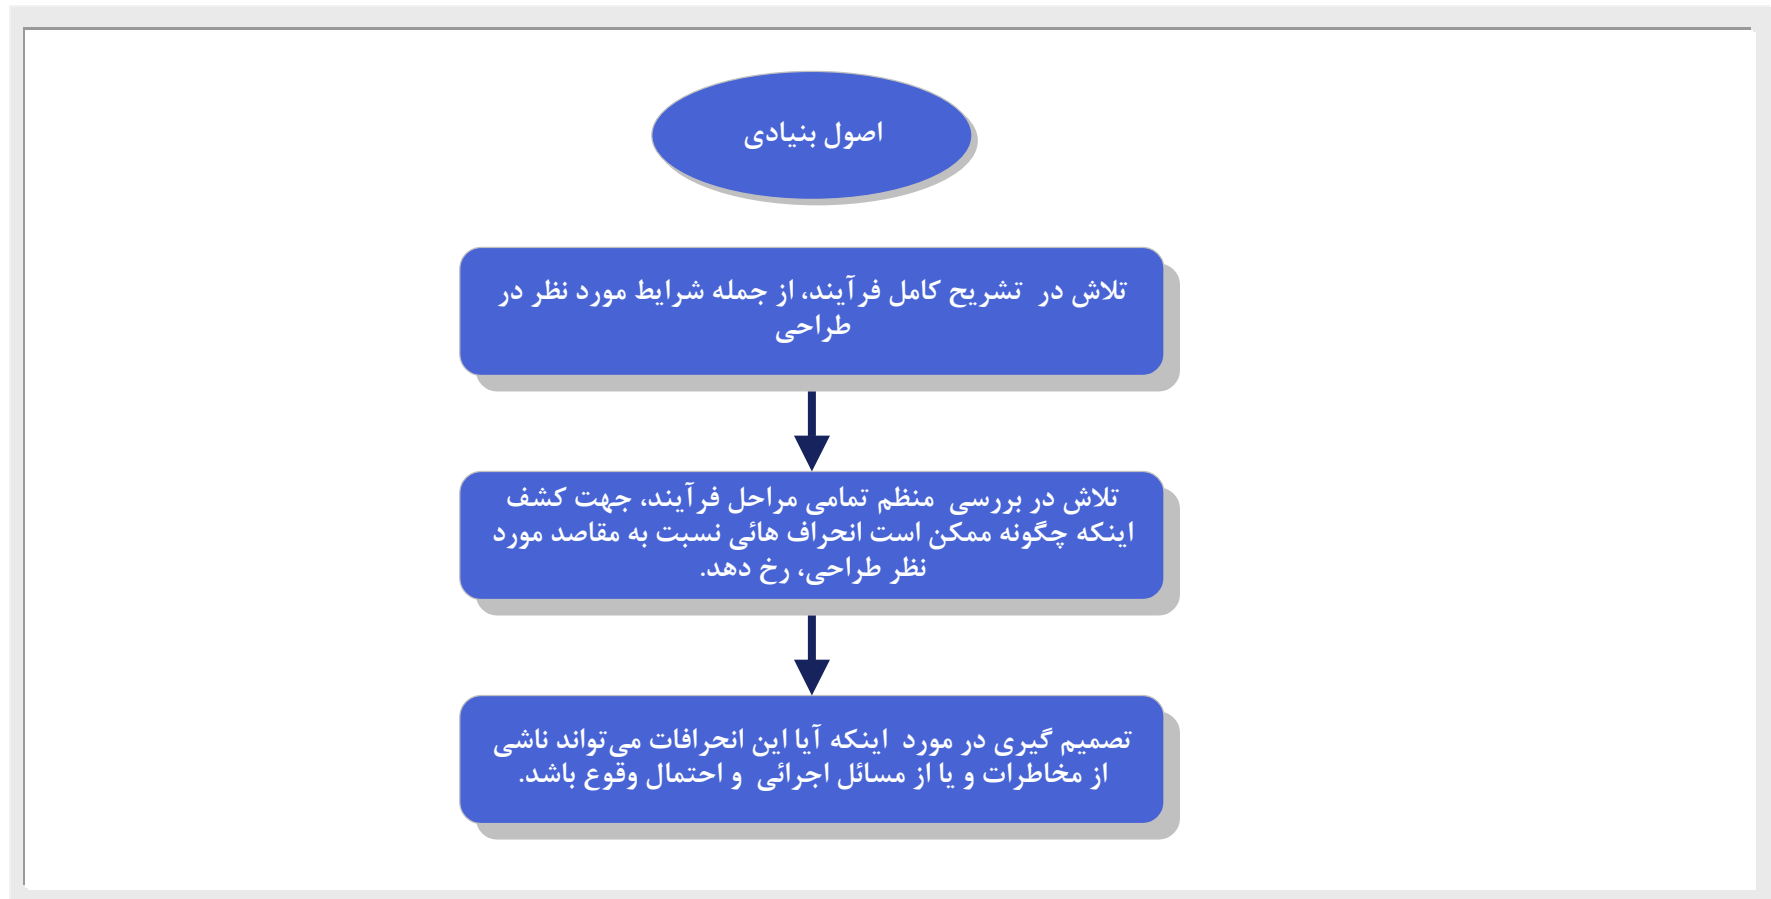 اصول بنیادی
تلاش در تشریح کامل فرآیند، از جمله شرایط مورد نظر در
طراحی
تلاش در بررسی منظم تمامی مراحل فرآیند، جهت کشف
اینکه چگونه ممکن است انحراف هائی نسبت به مقاصد مورد
نظر طراحی، رخ دهد.
تصمیم گیری در مورد اینکه آیا این انحرافات می‌تواند ناشی
از مخاطرات و یا از مسائل اجرائی و احتمال وقوع باشد.